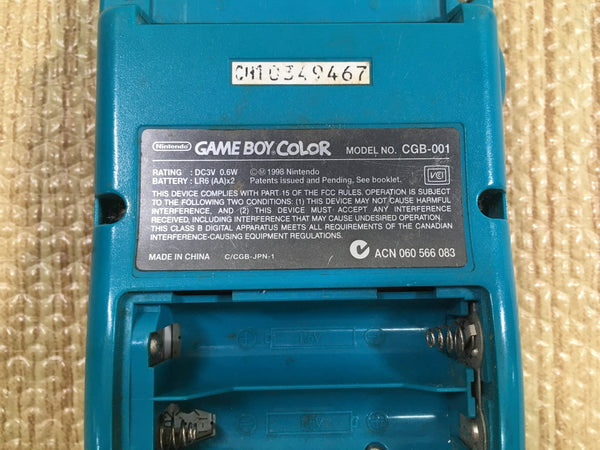 CH10349467
Nintendo GAME BOY COLOR MODEL NO. CGB-001
RATING : DC3V 0.6W ©Ⓜ1998 Nintendo
BATTERY : LR6 (AA)x2 Patents issued and Pending, See booklet.
VCI
THIS DEVICE COMPLIES WITH PART 15 OF THE FCC RULES. OPERATION IS SUBJECT
TO THE FOLLOWING TWO CONDITIONS: (1) THIS DEVICE MAY NOT CAUSE HARMFUL
INTERFERENCE, AND (2) THIS DEVICE MUST ACCEPT ANY INTERFERENCE
RECEIVED, INCLUDING INTERFERENCE THAT MAY CAUSE UNDESIRED OPERATION.
THIS CLASS B DIGITAL APPARATUS MEETS ALL REQUIREMENTS OF THE CANADIAN
INTERFERENCE-CAUSING EQUIPMENT REGULATIONS.
MADE IN CHINA C/CGB-JPN-1 ACN 060 566 083